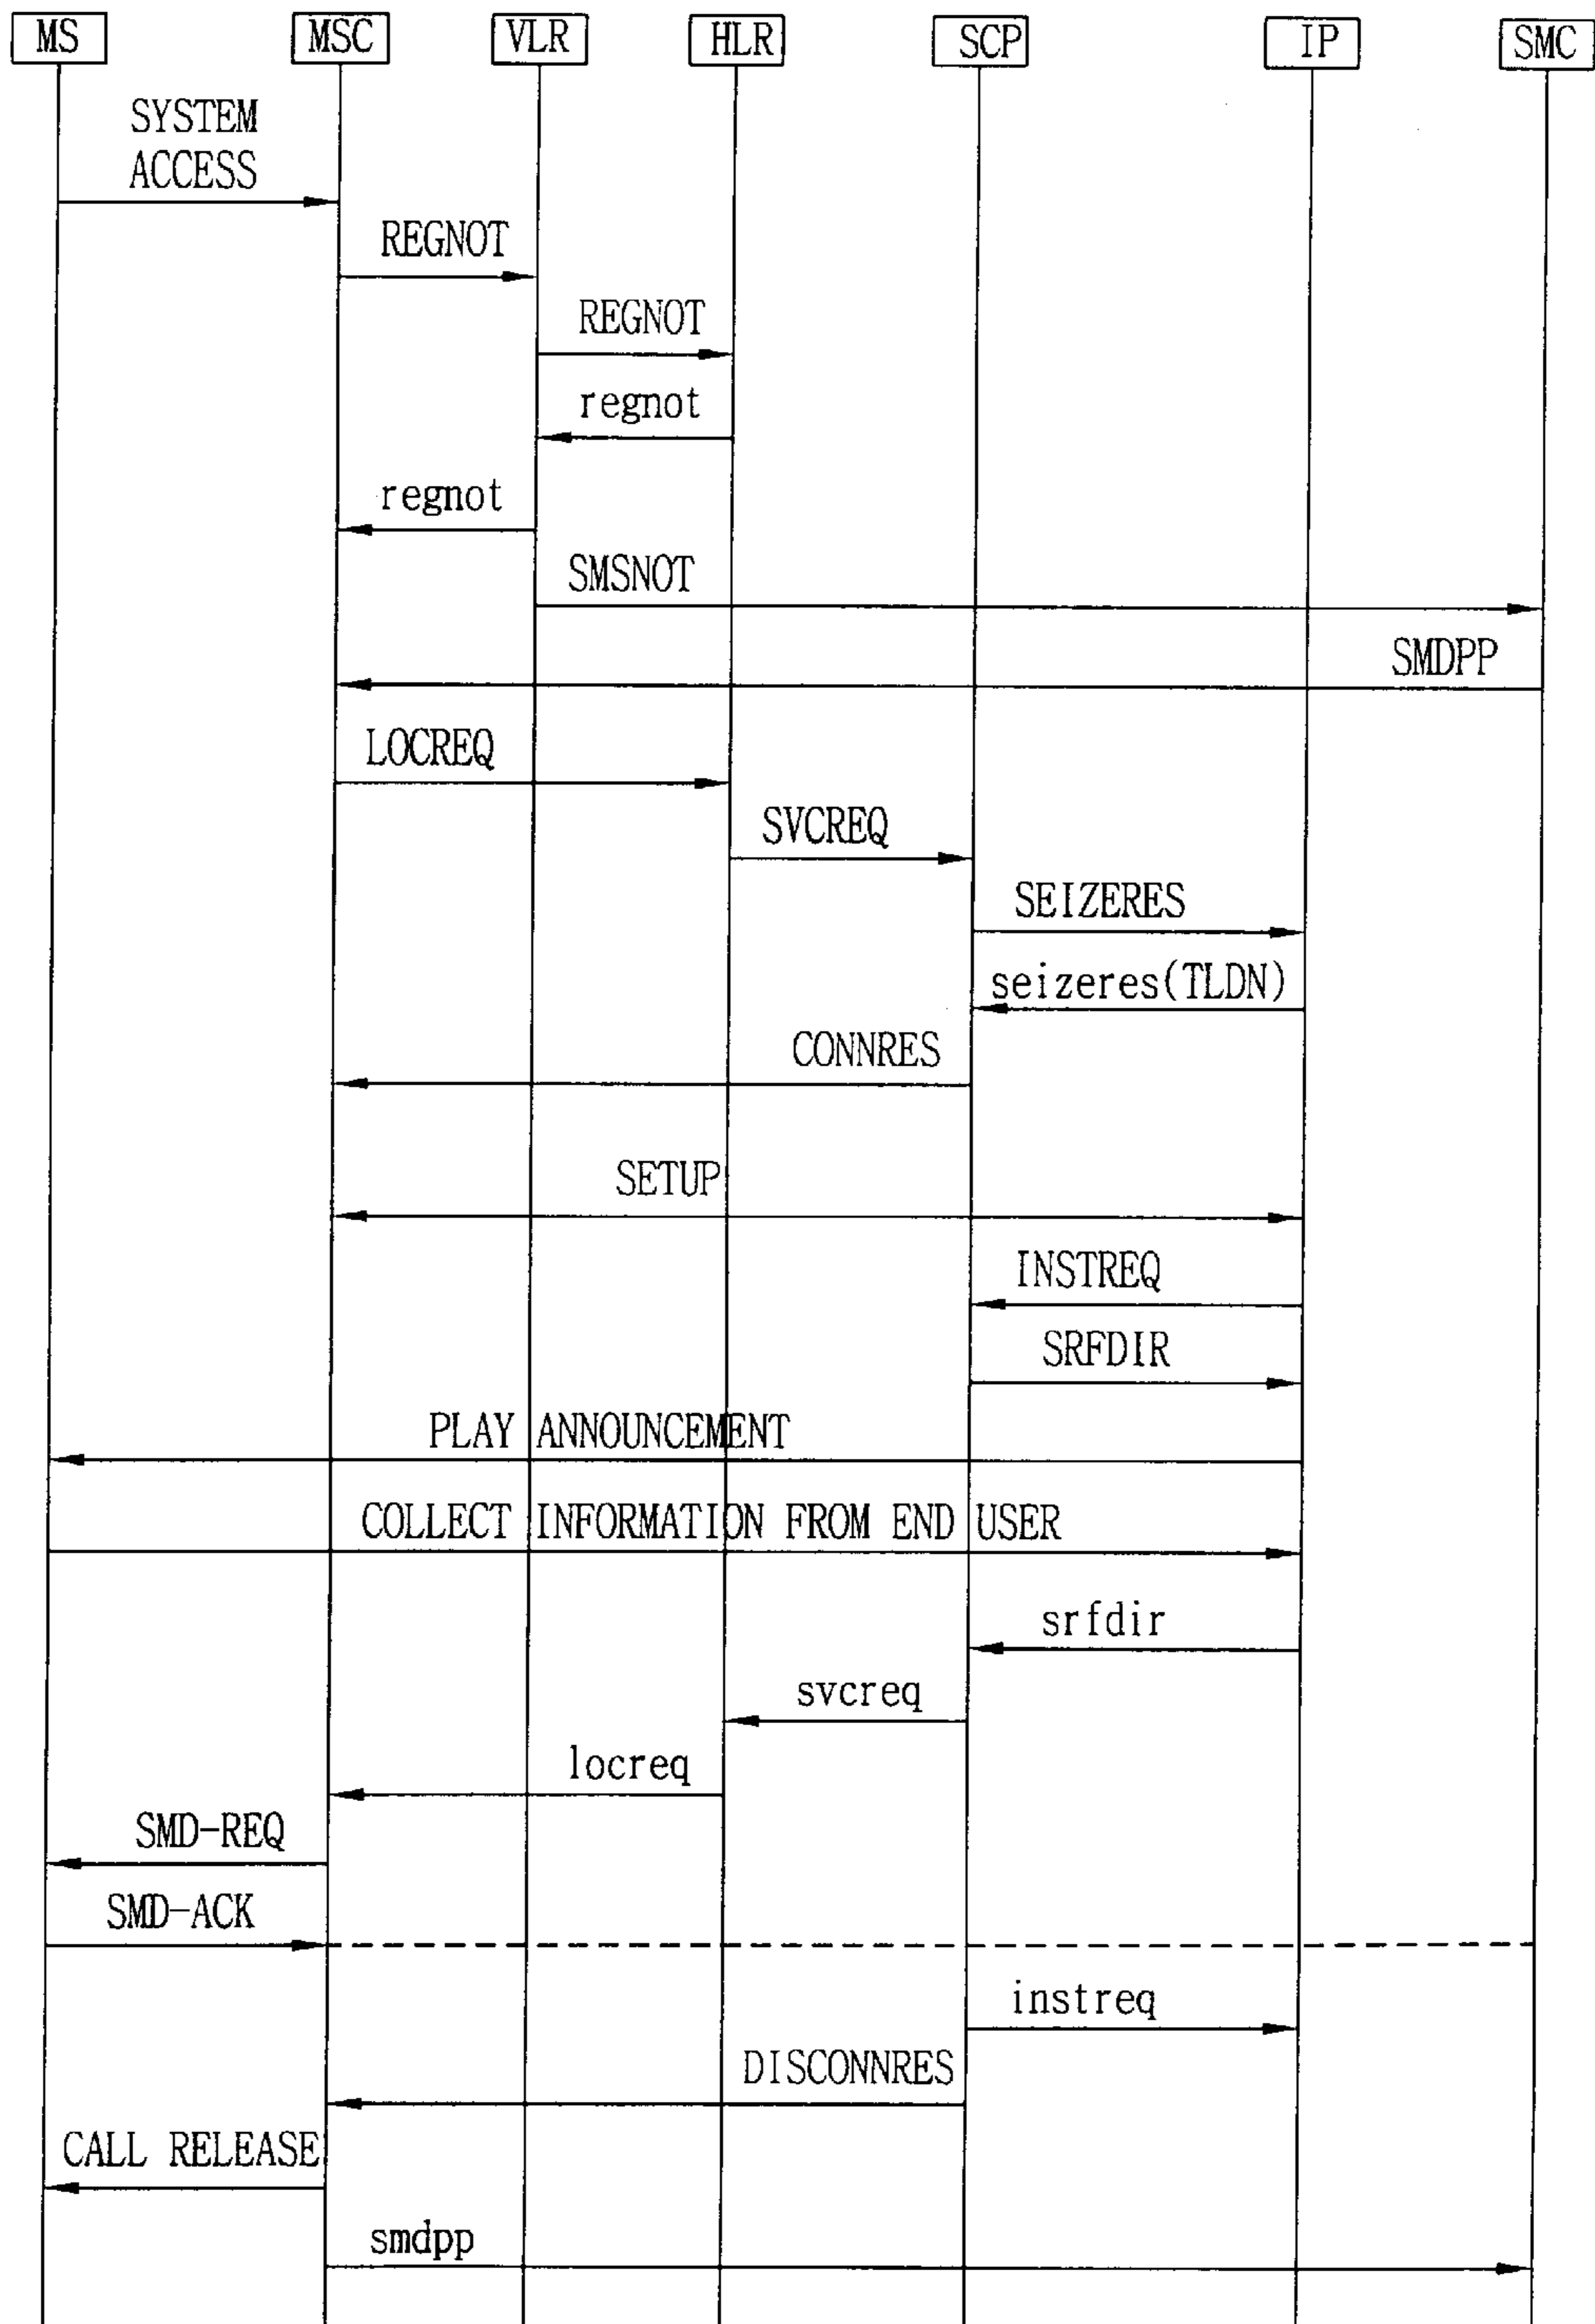 MS MSC VLR HLR SCP IP SMC
SYSTEM
ACCESS
REGNOT
REGNOT
regnot
regnot
SMSNOT
SMDPP
LOCREQ
SVCREQ
SEIZERES
seizeres(TLDN)
CONNRES
SETUP
INSTREQ
SRFDIR
PLAY ANNOUNCEMENT
COLLECT INFORMATION FROM END USER
srfdir
svcreq
locreq
SMD-REQ
SMD-ACK
instreq
DISCONNRES
CALL RELEASE
smdpp